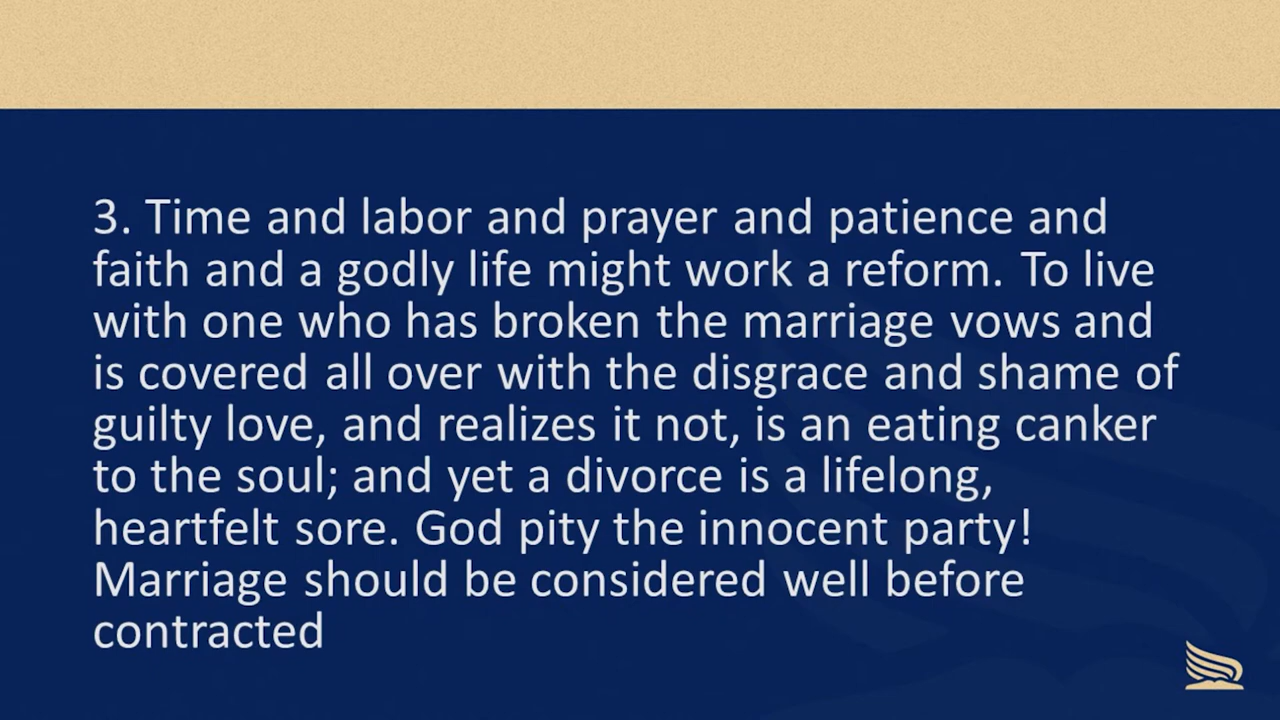 3. Time and labor and prayer and patience and
faith and a godly life might work a reform. To live
with one who has broken the marriage vows and
is covered all over with the disgrace and shame of
guilty love, and realizes it not, is an eating canker
to the soul; and yet a divorce is a lifelong,
heartfelt sore. God pity the innocent party!
Marriage should be considered well before
contracted